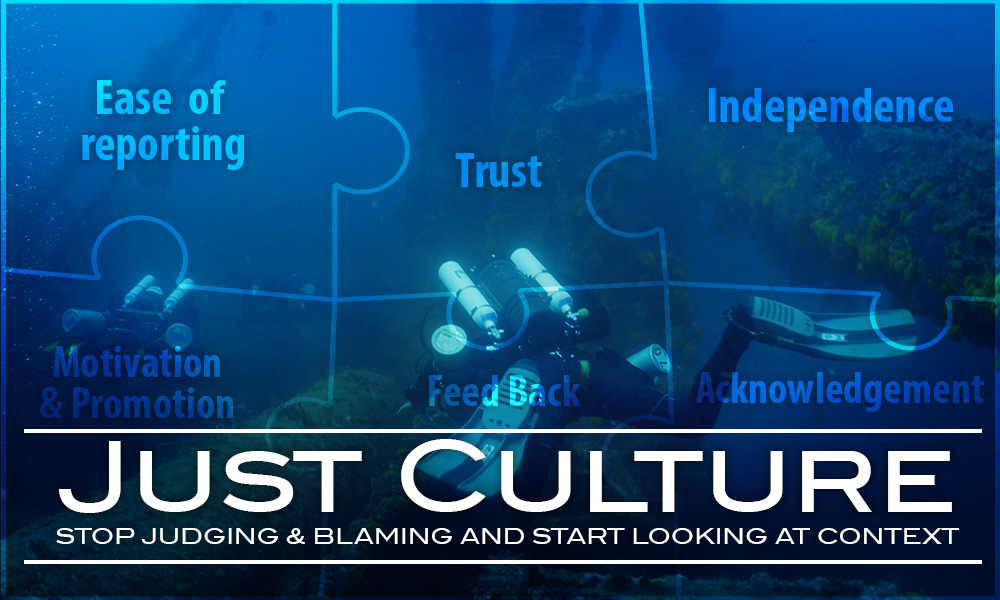 Ease of
reporting
Trust
Independence
Motivation
& Promotion
Feed Back
Acknowledgement
JUST CULTURE
STOP JUDGING & BLAMING AND START LOOKING AT CONTEXT